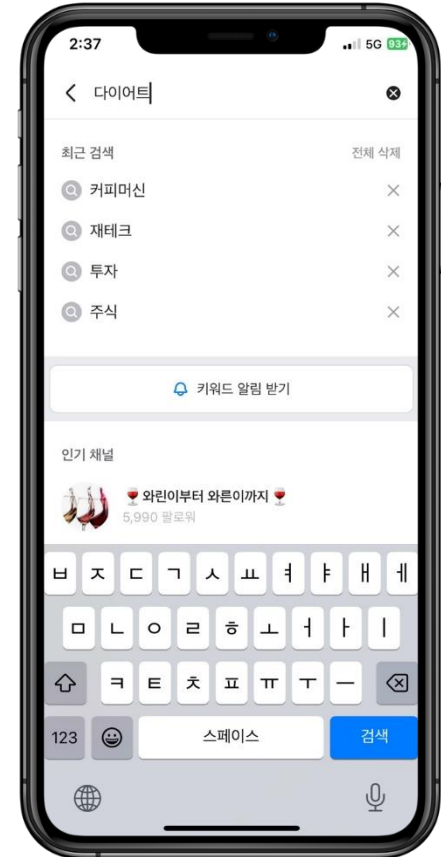 2:37 5G 93
다이어트
최근 검색 전체 삭제
커피머신
재테크
투자
주식
키워드 알림 받기
인기 채널
🍷 와린이부터 와른이까지 🍷
5,990 팔로워
ㅂ ㅈ ㄷ ㄱ ㅅ ㅛ ㅕ ㅑ ㅐ ㅔ
ㅁ ㄴ ㅇ ㄹ ㅎ ㅗ ㅓ ㅏ ㅣ
ㅋ ㅌ ㅊ ㅍ ㅠ ㅜ ㅡ
123 스페이스 검색